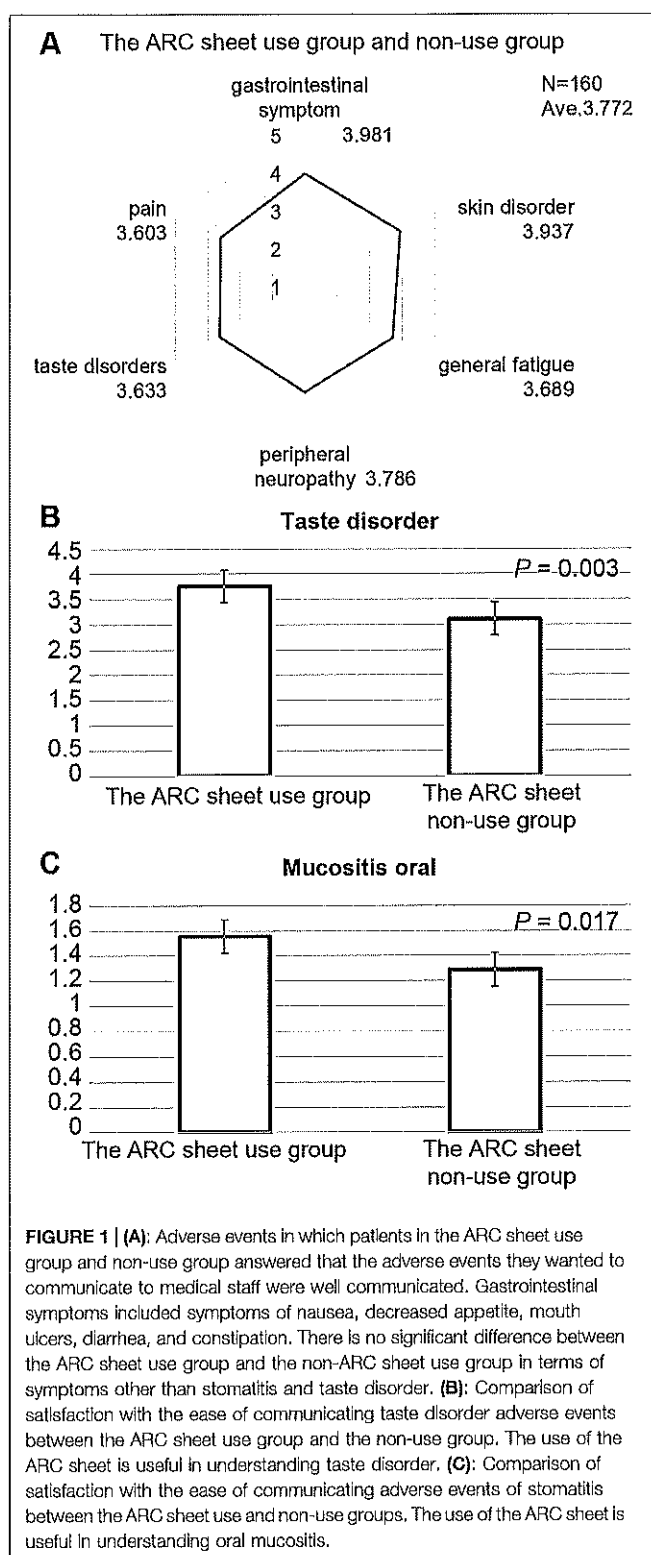 A The ARC sheet use group and non-use group
gastrointestinal
symptom
3.981
N=160
Ave.3.772
5
4
3
2
1
pain
3.603
skin disorder
3.937
taste disorders
3.633
general fatigue
3.689
peripheral
neuropathy 3.786
B
Taste disorder
P = 0.003
4.5
4
3.5
3
2.5
2
1.5
1
0.5
0
The ARC sheet use group
The ARC sheet
non-use group
C
Mucositis oral
P = 0.017
1.8
1.6
1.4
1.2
1
0.8
0.6
0.4
0.2
0
The ARC sheet use group
The ARC sheet
non-use group
FIGURE 1 | (A): Adverse events in which patients in the ARC sheet use
group and non-use group answered that the adverse events they wanted to
communicate to medical staff were well communicated. Gastrointestinal
symptoms included symptoms of nausea, decreased appetite, mouth
ulcers, diarrhea, and constipation. There is no significant difference between
the ARC sheet use group and the non-ARC sheet use group in terms of
symptoms other than stomatitis and taste disorder. (B): Comparison of
satisfaction with the ease of communicating taste disorder adverse events
between the ARC sheet use group and the non-use group. The use of the
ARC sheet is useful in understanding taste disorder. (C): Comparison of
satisfaction with the ease of communicating adverse events of stomatitis
between the ARC sheet use and non-use groups. The use of the ARC sheet is
useful in understanding oral mucositis.